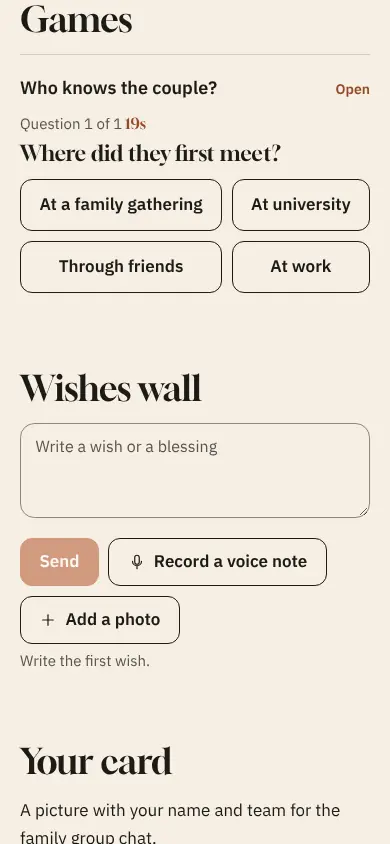 Games
Who knows the couple?
Open
Question 1 of 1 19s
Where did they first meet?
At a family gathering
At university
Through friends
At work
Wishes wall
Write a wish or a blessing
Send
Record a voice note
+ Add a photo
Write the first wish.
Your card
A picture with your name and team for the
family group chat.